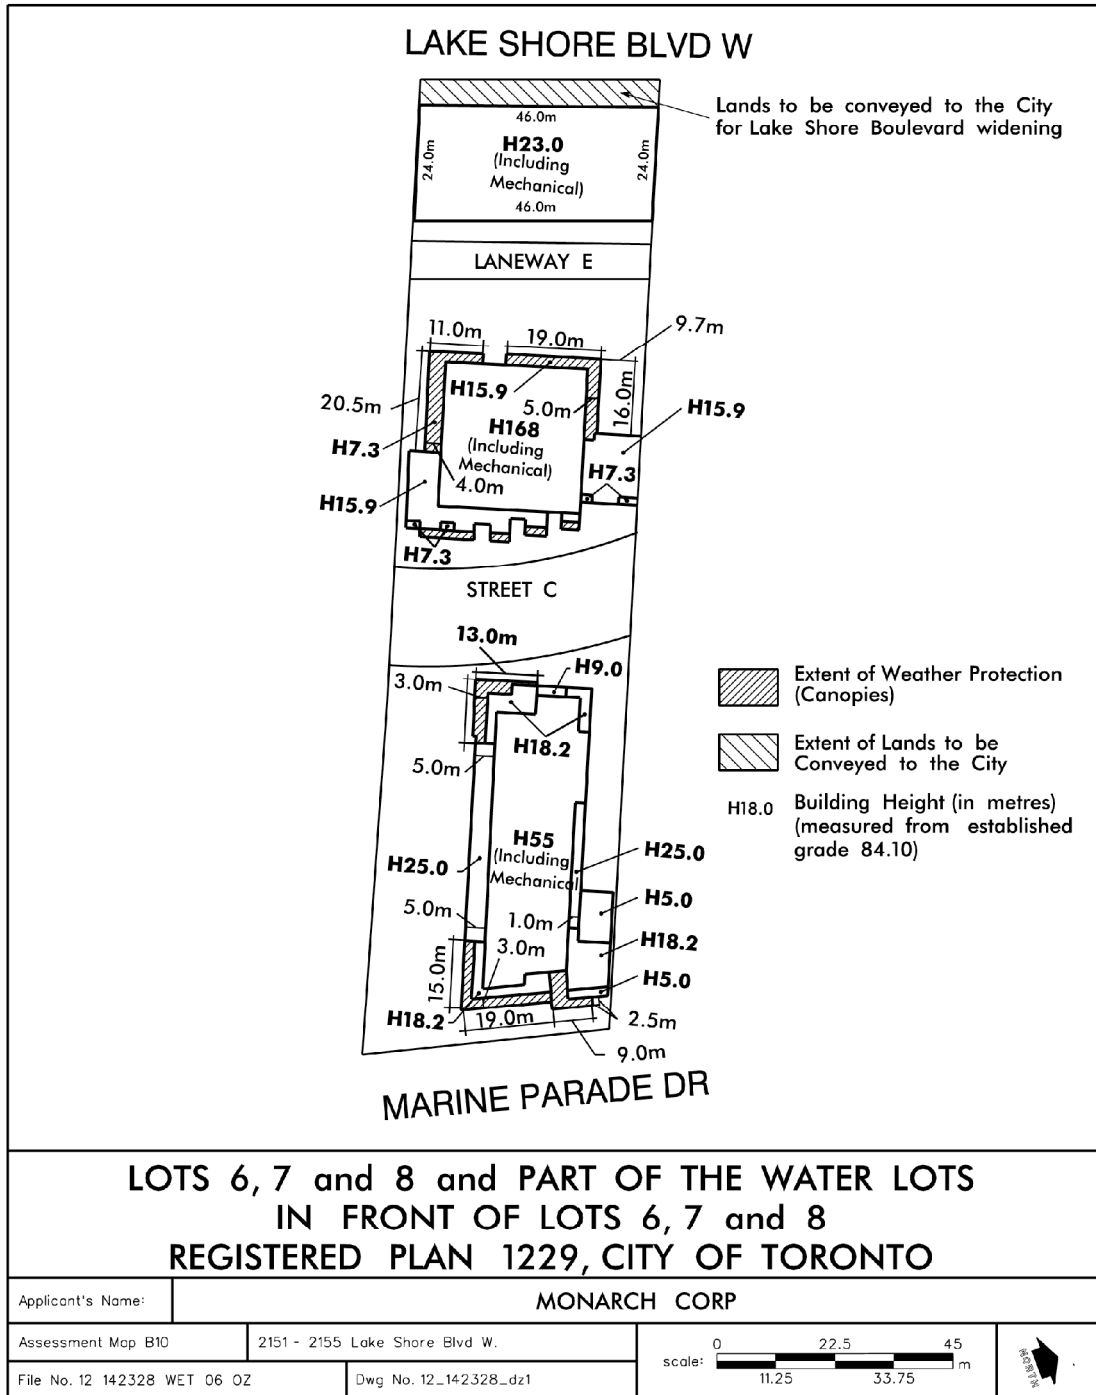 LAKE SHORE BLVD W
Lands to be conveyed to the City
for Lake Shore Boulevard widening
46.0m
H23.0
(Including
Mechanical)
24.0m
24.0m
46.0m
LANEWAY E
11.0m
19.0m
9.7m
H15.9
5.0m
16.0m
20.5m
H15.9
H168
(Including
Mechanical)
H7.3
H7.3
4.0m
H15.9
H7.3
STREET C
13.0m
H9.0
3.0m
H18.2
5.0m
Extent of Weather Protection
(Canopies)
Extent of Lands to be
Conveyed to the City
H18.0 Building Height (in metres)
(measured from established
grade 84.10)
H55
(Including
Mechanical
H25.0
H25.0
H5.0
5.0m
1.0m
H18.2
3.0m
15.0m
H5.0
H18.2
19.0m
2.5m
9.0m
MARINE PARADE DR
LOTS 6, 7 and 8 and PART OF THE WATER LOTS
IN FRONT OF LOTS 6, 7 and 8
REGISTERED PLAN 1229, CITY OF TORONTO
Applicant's Name: MONARCH CORP
Assessment Map B10 2151 - 2155 Lake Shore Blvd W.
File No. 12 142328 WET 06 OZ Dwg No. 12_142328_dz1
scale: 0 22.5 45 m
11.25 33.75
NORTH